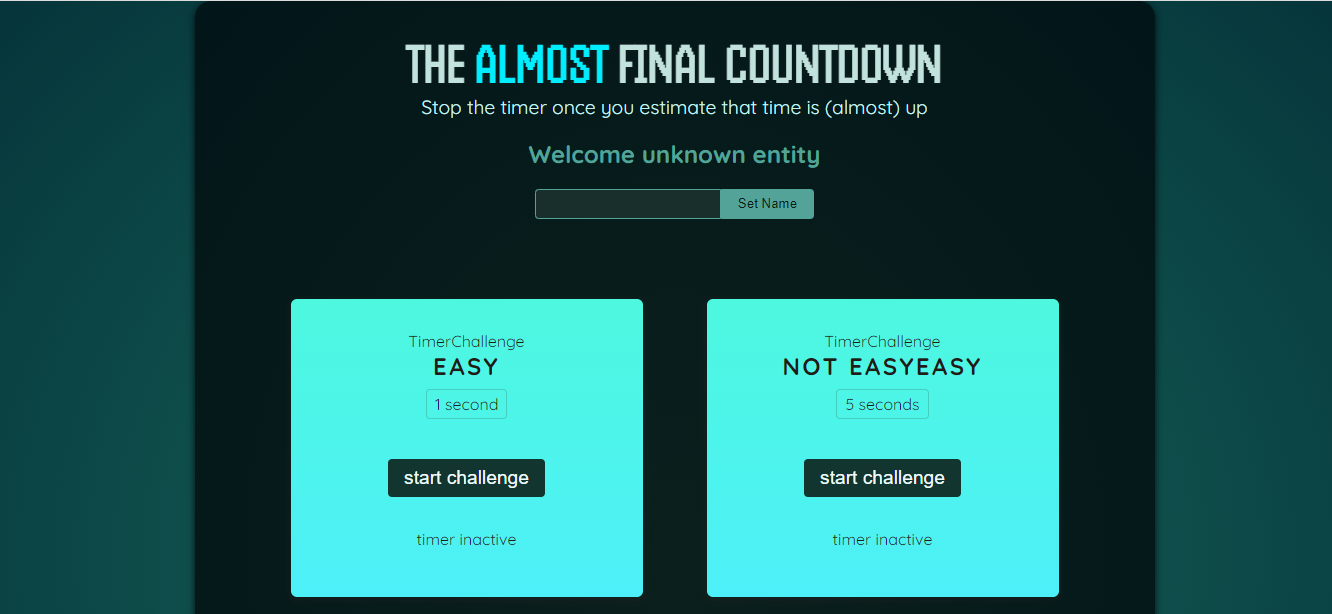 THE ALMOST FINAL COUNTDOWN
Stop the timer once you estimate that time is (almost) up
Welcome unknown entity
Set Name
TimerChallenge
EASY
1 second
start challenge
timer inactive
TimerChallenge
NOT EASYEASY
5 seconds
start challenge
timer inactive